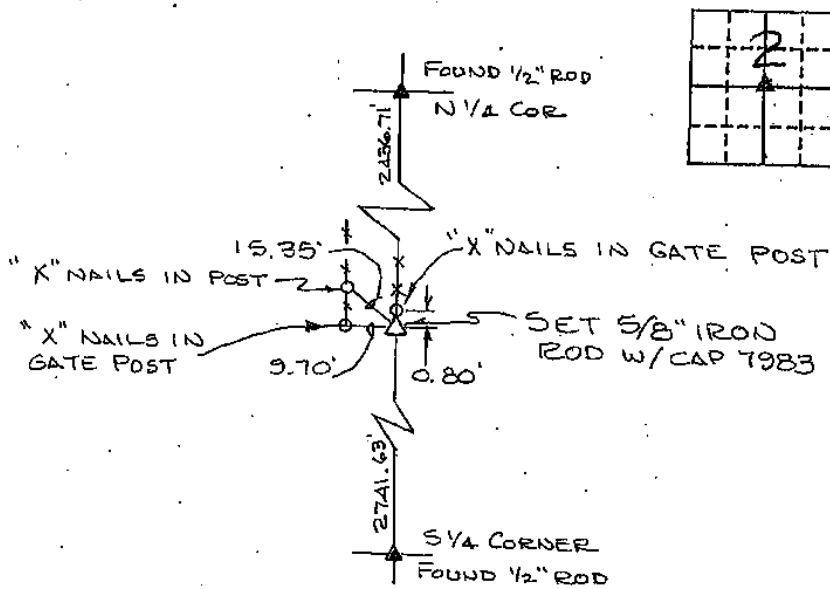 FOUND 1/2" ROD
N 1/4 COR
2
2436.71'
15.35'
"X" NAILS IN GATE POST
"X" NAILS IN POST
"X" NAILS IN
GATE POST
SET 5/8" IRON
ROD W/ CAP 7983
9.70'
0.80'
2741.63'
S 1/4 CORNER
FOUND 1/2" ROD